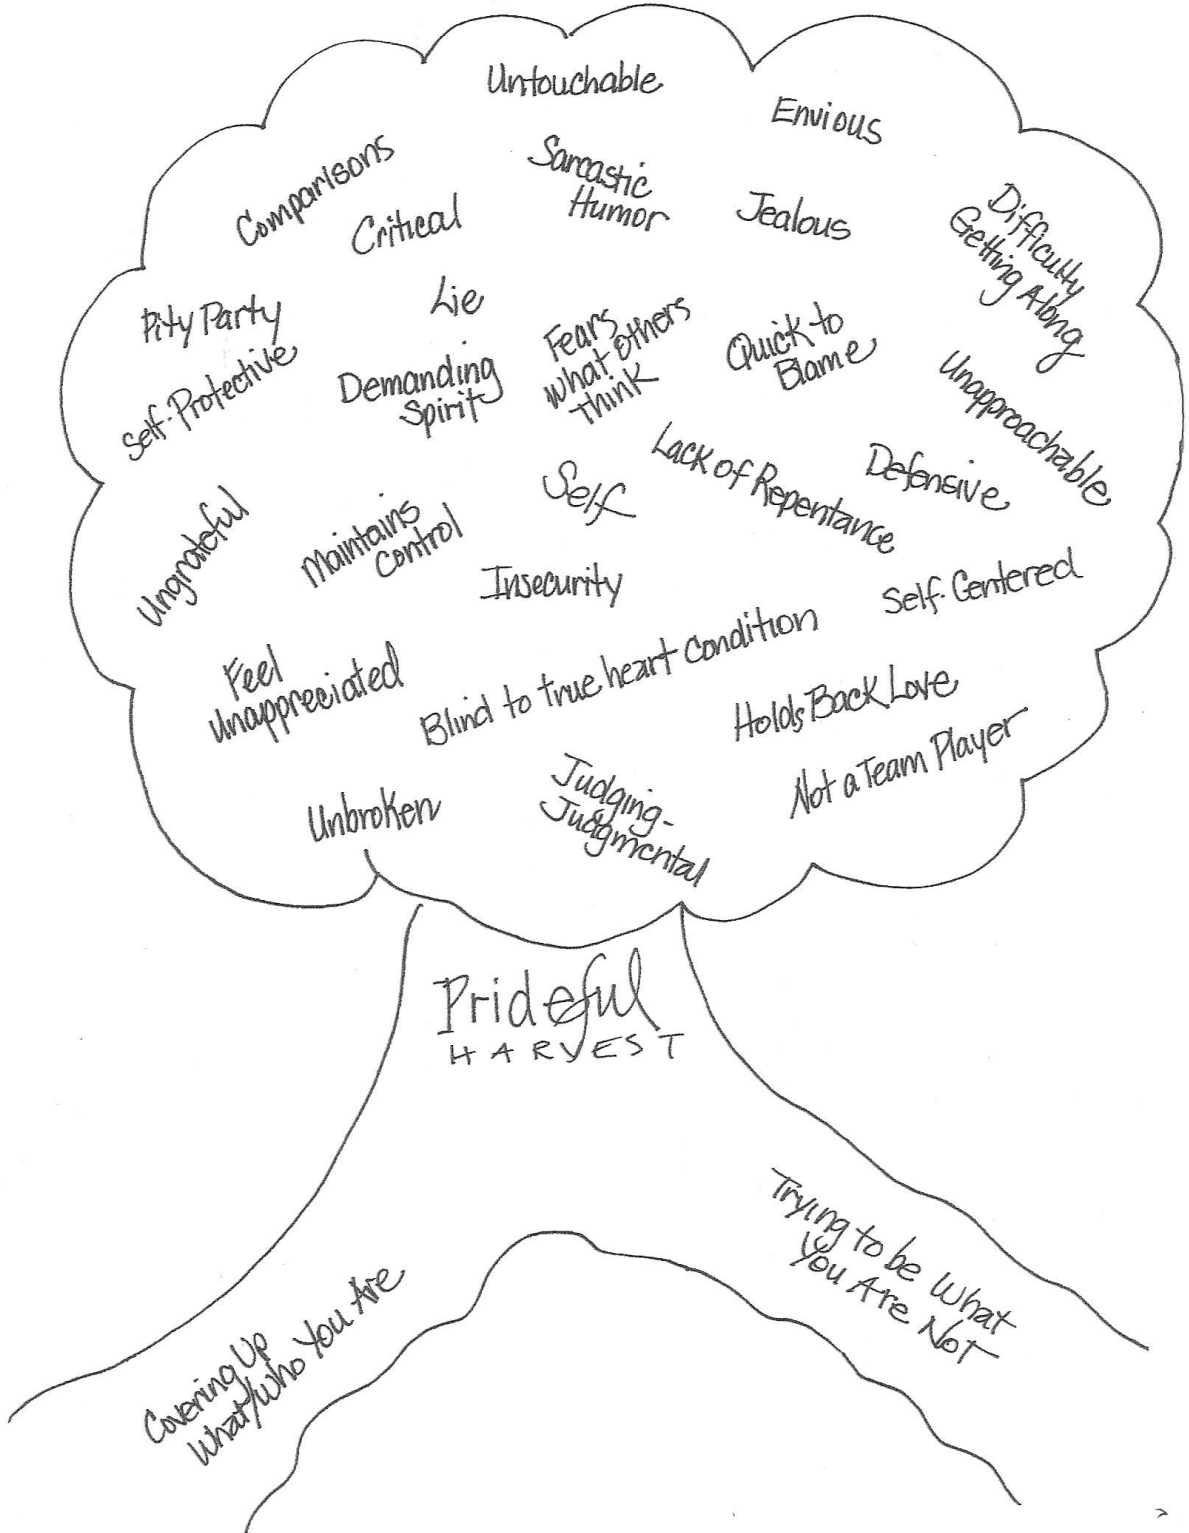 Untouchable
Envious
Comparisons
Critical
Sarcastic
Humor
Jealous
Difficulty
Getting Along
Pity Party
Lie
Self-Protective
Demanding
Spirit
Fears
what others
think
Quick to
Blame
Unapproachable
Ungrateful
Maintains
Control
Self
Lack of Repentance
Defensive
Insecurity
Self-Centered
Feel
Unappreciated
Blind to true heart condition
Holds Back Love
Not a Team Player
Unbroken
Judging-
Judgmental
Prideful
HARVEST
Covering Up
What/Who You Are
Trying to be What
You Are Not